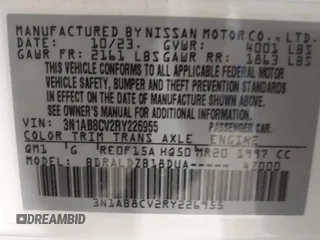 MANUFACTURED BY NISSAN MOTOR CO., LTD.
DATE: 10/23. GVWR: 4001 LBS
GAWR FR: 2161 LBS GAWR RR: 1863 LBS
THIS VEHICLE CONFORMS TO ALL APPLICABLE FEDERAL MOTOR
VEHICLE SAFETY, BUMPER AND THEFT PREVENTION STANDARDS
IN EFFECT ON THE DATE OF MANUFACTURE SHOWN ABOVE.
SEE OWNER'S MANUAL FOR ADDITIONAL INFORMATION.
VIN: 3N1AB8CV2RY226955 PASSENGER CAR.
COLOR TRIM TRANS AXLE ENGINE
QM1 G RE0F15A HQ50 MR20 1997 CC
MODEL: BDRALDZB18DUA 47000
3N1AB8CV2RY226955
DREAMBID